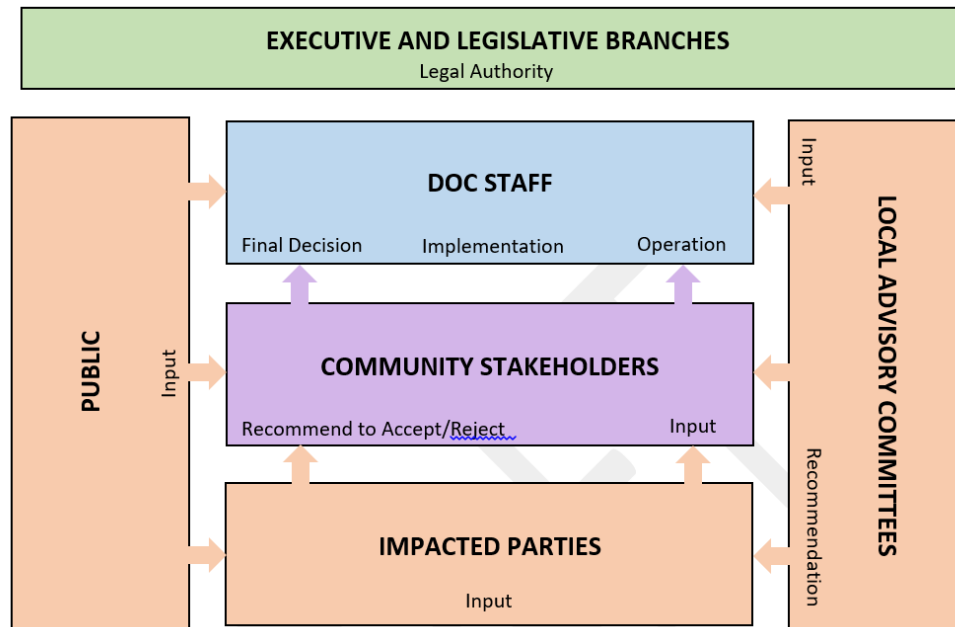 EXECUTIVE AND LEGISLATIVE BRANCHES
Legal Authority
PUBLIC
Input
DOC STAFF
Final Decision Implementation Operation
COMMUNITY STAKEHOLDERS
Recommend to Accept/Reject Input
IMPACTED PARTIES
Input
LOCAL ADVISORY COMMITTEES
Input
Recommendation